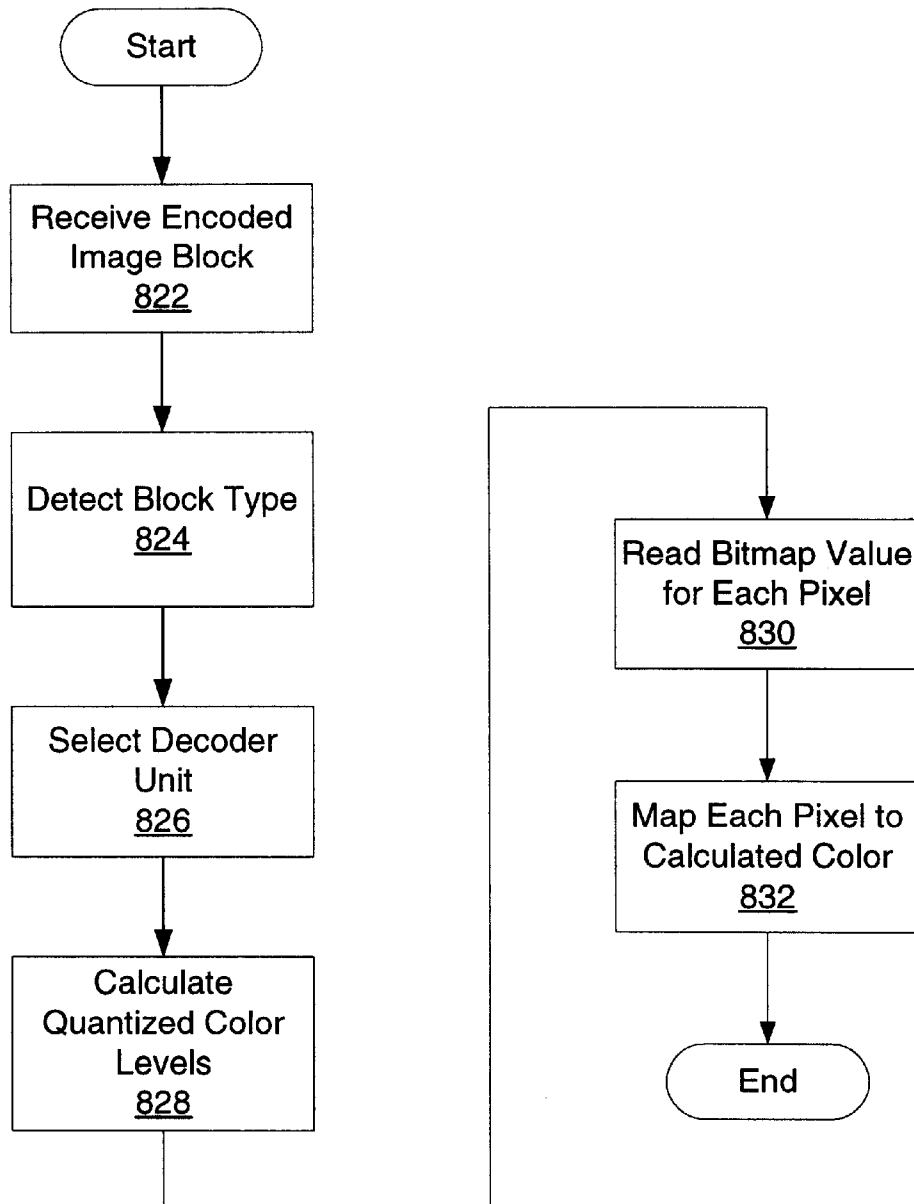 Start
Receive Encoded
Image Block
822
Detect Block Type
824
Select Decoder
Unit
826
Calculate
Quantized Color
Levels
828
Read Bitmap Value
for Each Pixel
830
Map Each Pixel to
Calculated Color
832
End